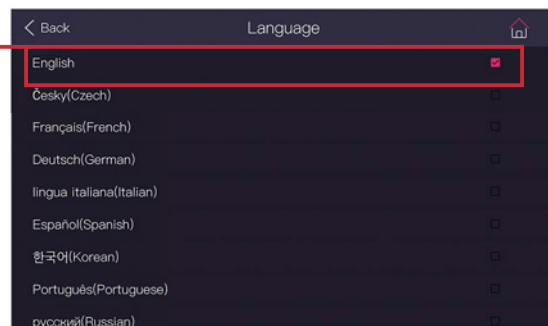 Back
Language
English
Česky(Czech)
Français(French)
Deutsch(German)
lingua italiana(Italian)
Español(Spanish)
한국어(Korean)
Português(Portuguese)
русский(Russian)